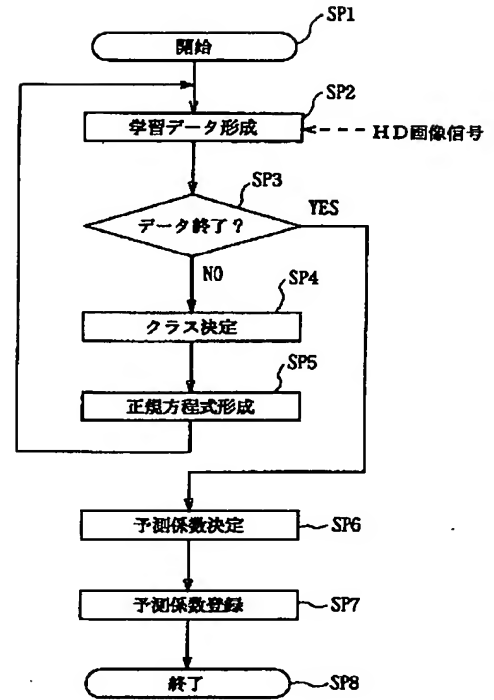 SP1
開始
SP2
学習データ形成
HD画像信号
SP3
データ終了?
YES
NO
SP4
クラス決定
SP5
正規方程式形成
予測係数決定
SP6
予測係数登録
SP7
終了
SP8